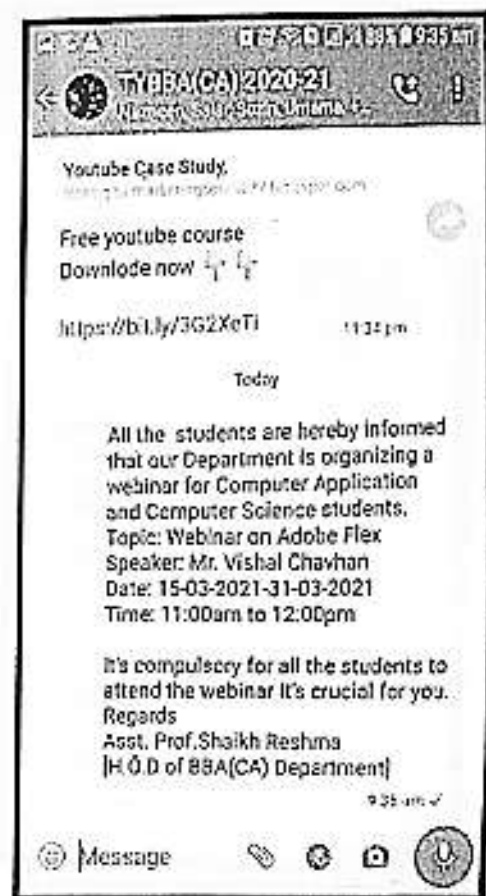 9:35 am
TYBBA(CA) 2020-21
Youtube Case Study,
Free youtube course
Downlode now
https://bit.ly/3G2XeTi
11:34 pm
Today
All the students are hereby informed
that our Department is organizing a
webinar for Computer Application
and Computer Science students.
Topic: Webinar on Adobe Flex
Speaker: Mr. Vishal Chavhan
Date: 15-03-2021-31-03-2021
Time: 11:00am to 12:00pm
It's compulsory for all the students to
attend the webinar It's crucial for you.
Regards
Asst. Prof.Shaikh Reshma
[H.O.D of BBA(CA) Department]
9:35 am
Message